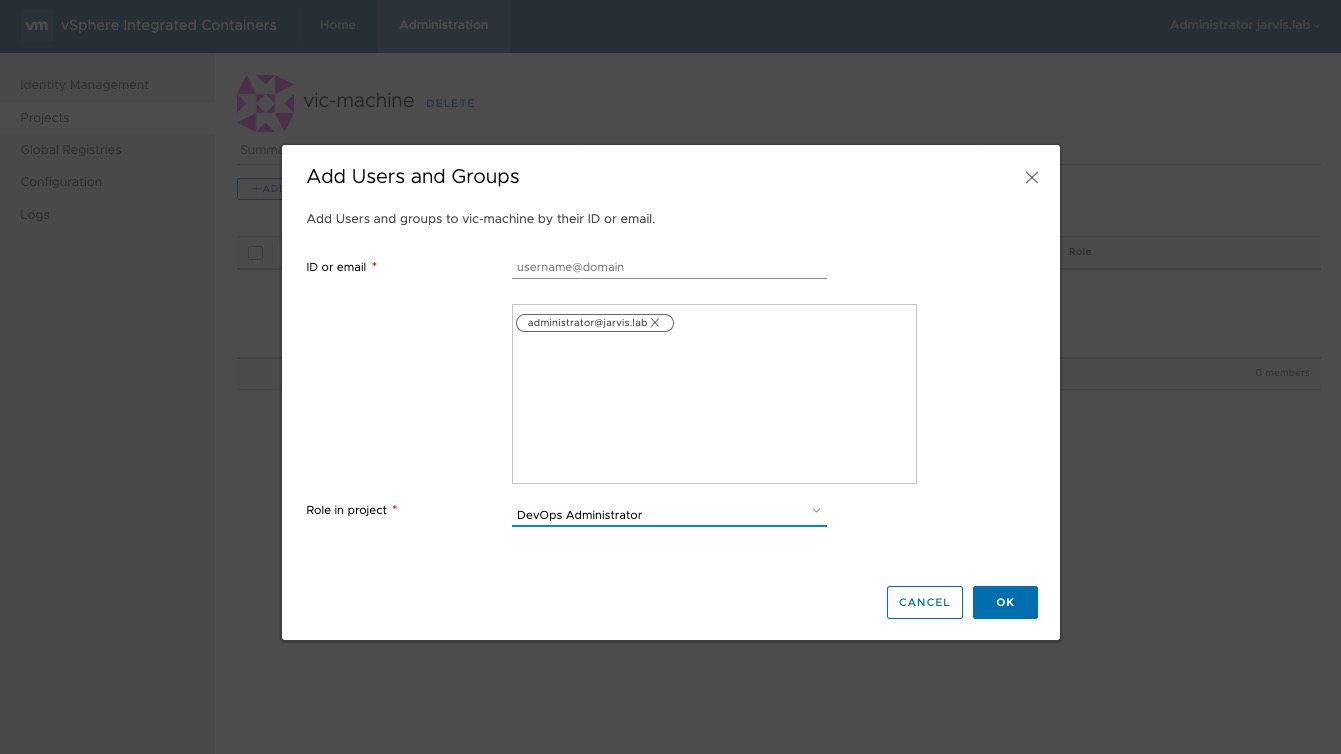 vm vSphere Integrated Containers Home Administration Administrator jarvis.lab
Identity Management
Projects
Global Registries
Configuration
Logs
vic-machine DELETE
Summa
+ ADD
Role
0 members
Add Users and Groups
Add Users and groups to vic-machine by their ID or email.
ID or email * username@domain
administrator@jarvis.lab
Role in project * DevOps Administrator
CANCEL OK